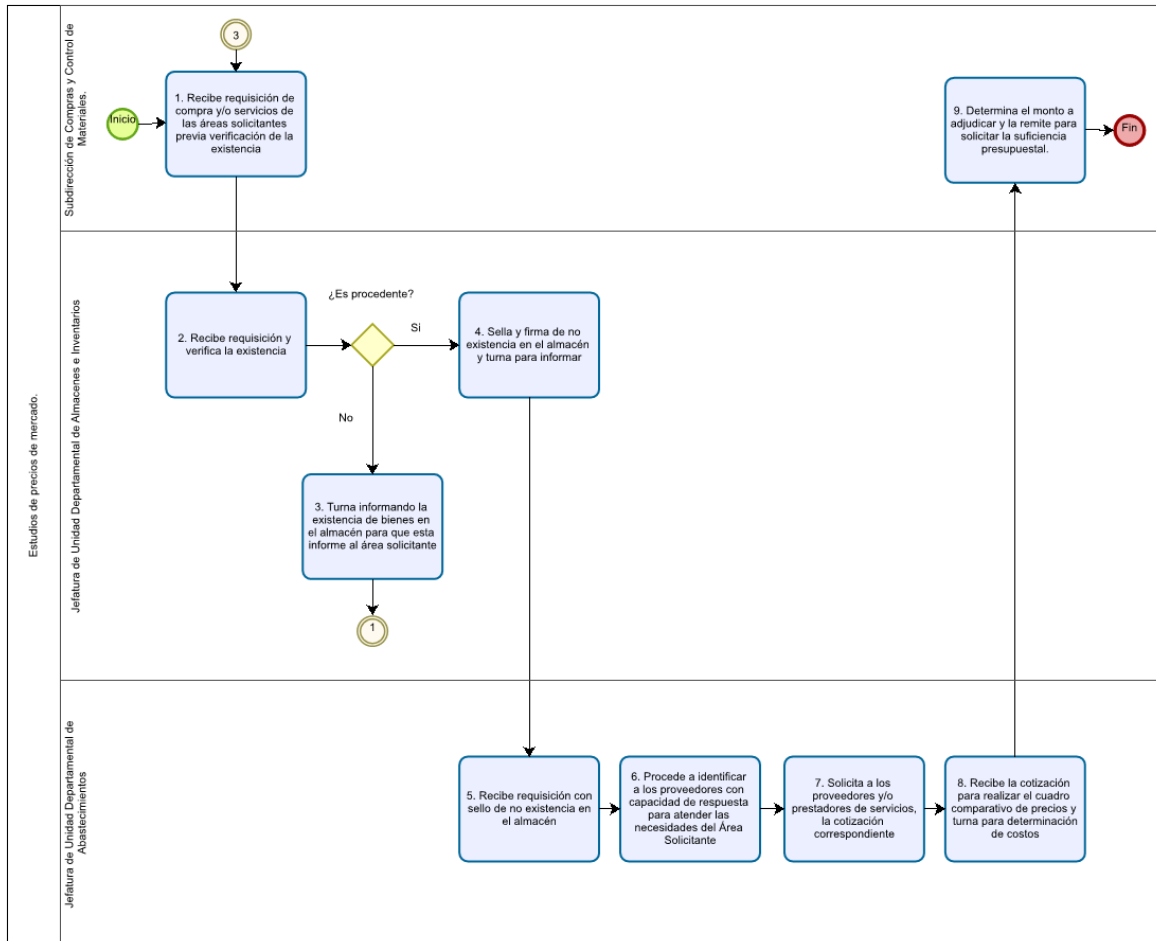 Estudios de precios de mercado.
Subdirección de Compras y Control de
Materiales.
3
Inicio
1. Recibe requisición de
compra y/o servicios de
las áreas solicitantes
previa verificación de la
existencia
9. Determina el monto a
adjudicar y la remite para
solicitar la suficiencia
presupuestal.
Fin
Jefatura de Unidad Departamental de Almacenes e Inventarios
2. Recibe requisición y
verifica la existencia
¿Es procedente?
Si
4. Sella y firma de no
existencia en el almacén
y turna para informar
No
3. Turna informando la
existencia de bienes en
el almacén para que esta
informe al área solicitante
1
Jefatura de Unidad Departamental de
Abastecimientos
5. Recibe requisición con
sello de no existencia en
el almacén
6. Procede a identificar
a los proveedores con
capacidad de respuesta
para atender las
necesidades del Área
Solicitante
7. Solicita a los
proveedores y/o
prestadores de servicios,
la cotización
correspondiente
8. Recibe la cotización
para realizar el cuadro
comparativo de precios y
turna para determinación
de costos